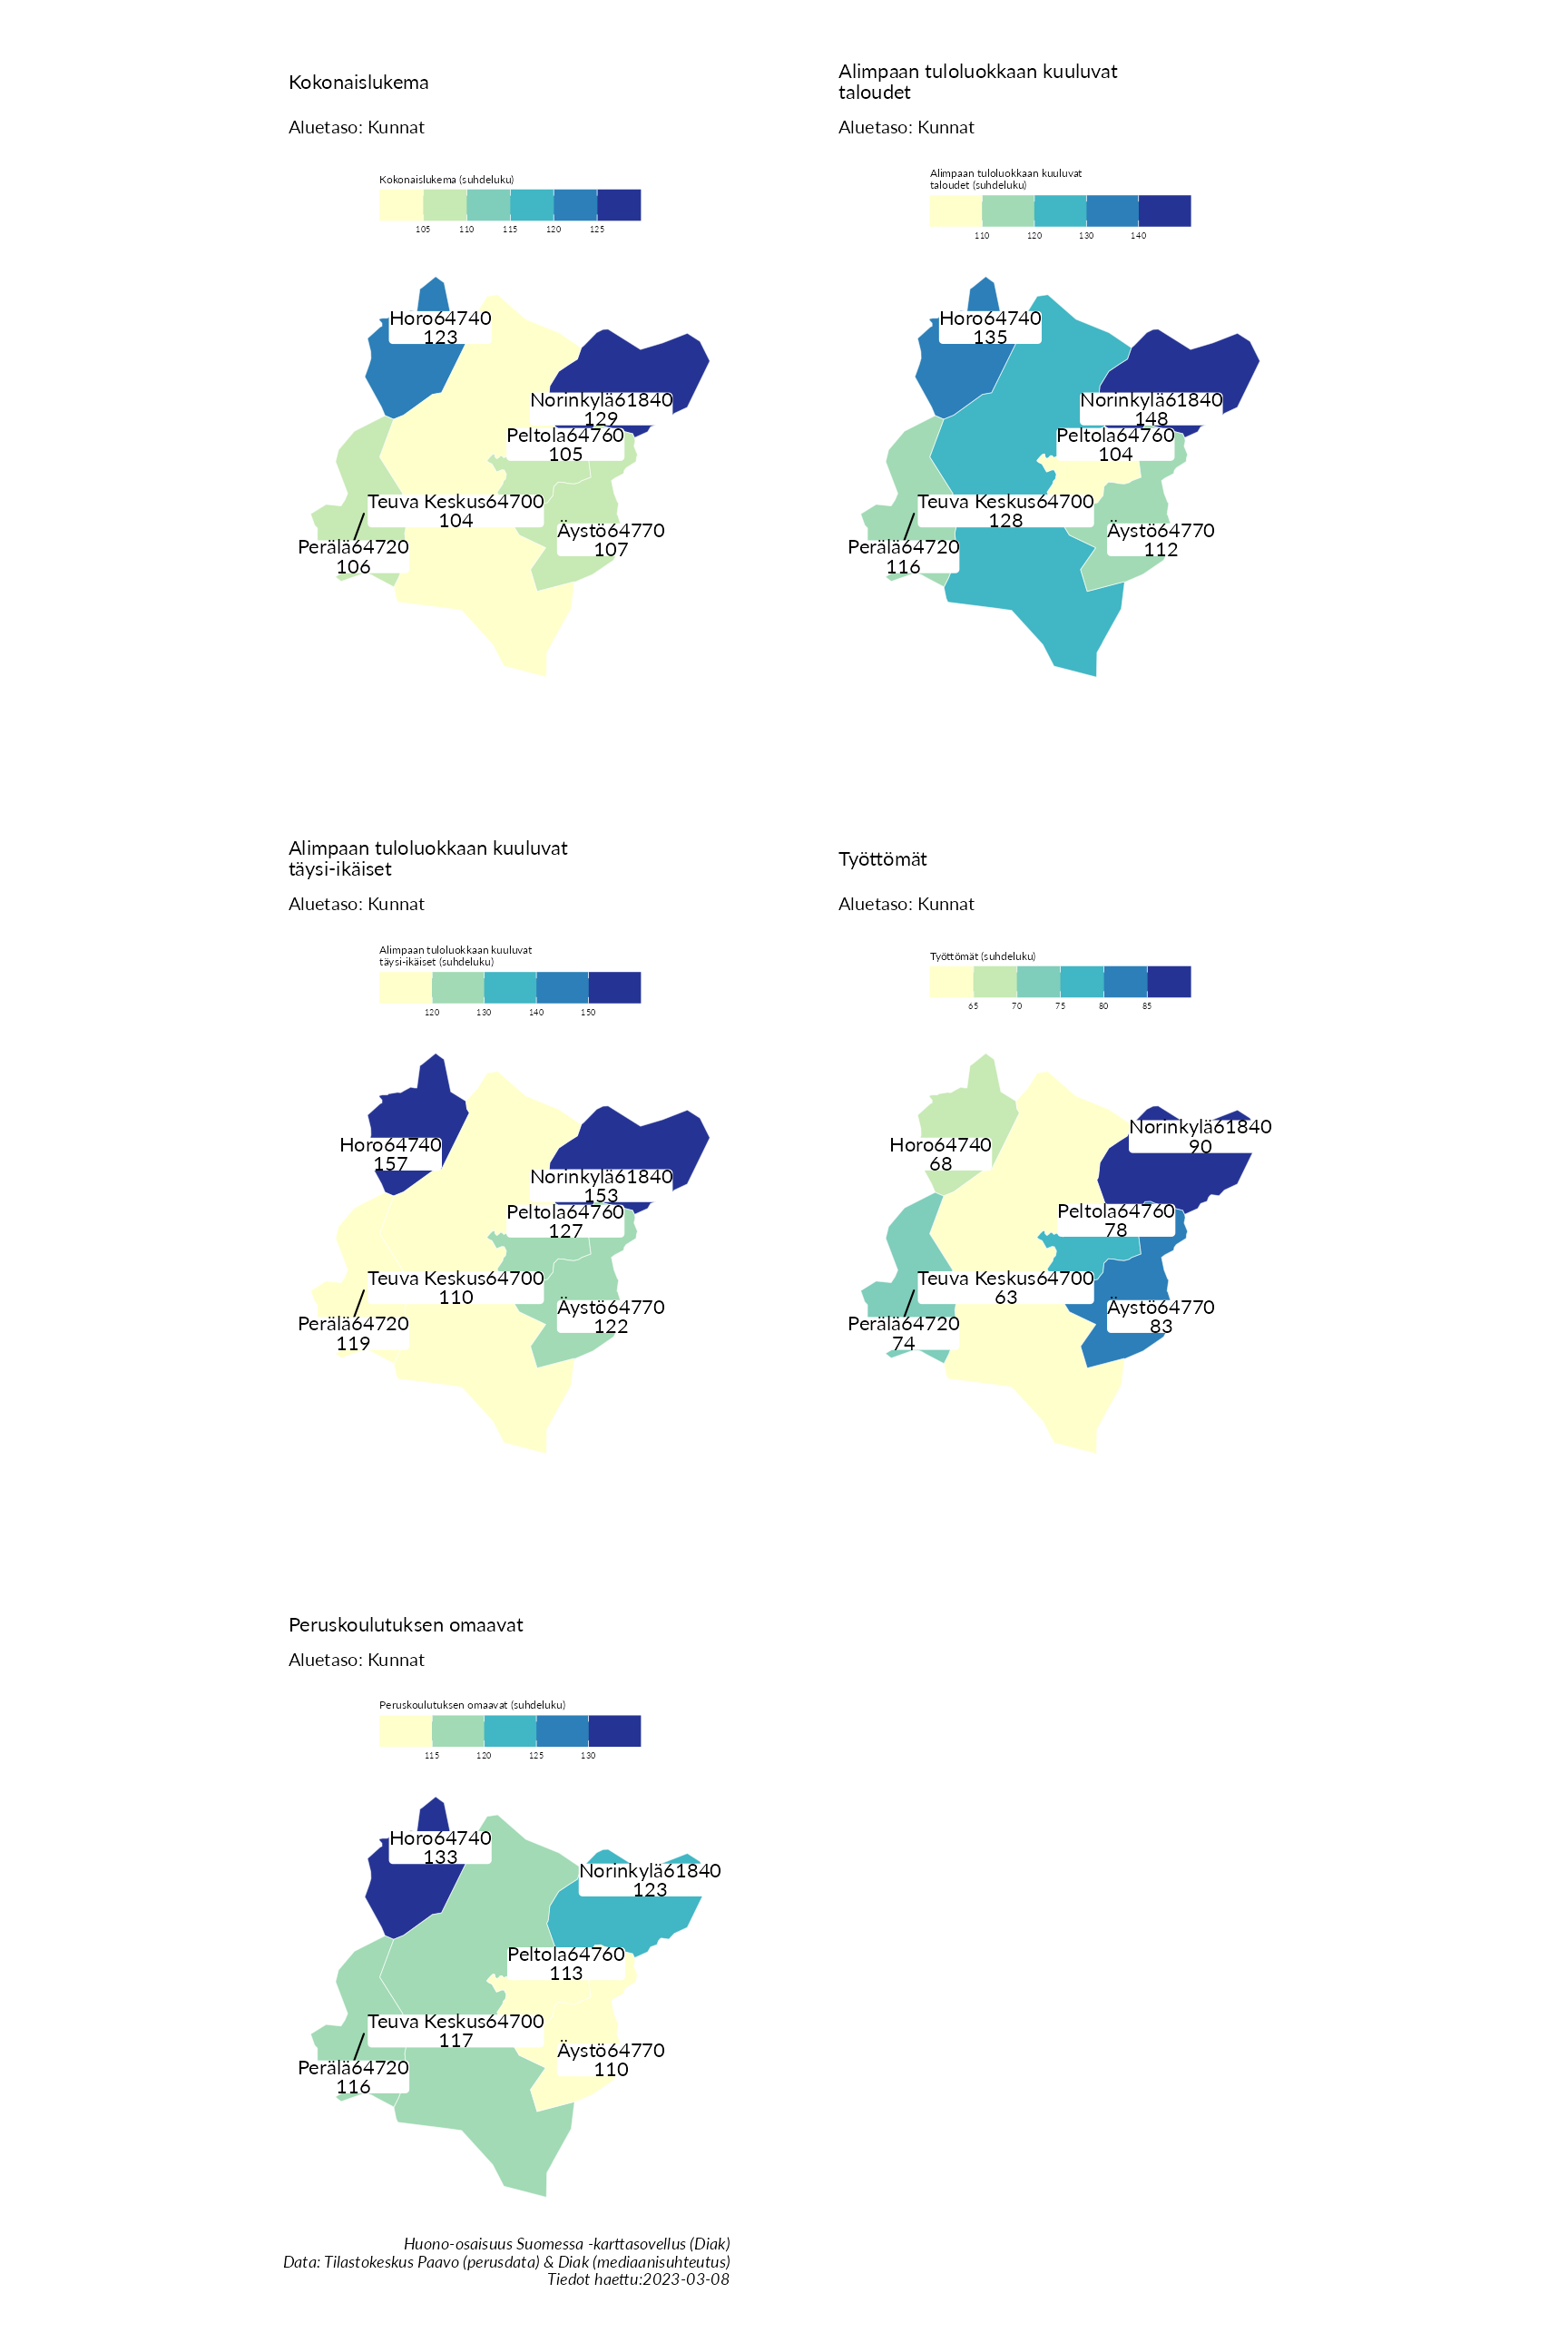 Kokonaislukema
Aluetaso: Kunnat
Kokonaislukema (suhdeluku)
105 110 115 120 125
Horo64740
123
Norinkylä61840
129
Peltola64760
105
Teuva Keskus64700
104
Äystö64770
107
Perälä64720
106
Alimpaan tuloluokkaan kuuluvat
taloudet
Aluetaso: Kunnat
Alimpaan tuloluokkaan kuuluvat
taloudet (suhdeluku)
110 120 130 140
Horo64740
135
Norinkylä61840
148
Peltola64760
104
Teuva Keskus64700
128
Äystö64770
112
Perälä64720
116
Alimpaan tuloluokkaan kuuluvat
täysi-ikäiset
Aluetaso: Kunnat
Alimpaan tuloluokkaan kuuluvat
täysi-ikäiset (suhdeluku)
120 130 140 150
Horo64740
157
Norinkylä61840
153
Peltola64760
127
Teuva Keskus64700
110
Äystö64770
122
Perälä64720
119
Työttömät
Aluetaso: Kunnat
Työttömät (suhdeluku)
65 70 75 80 85
Norinkylä61840
90
Horo64740
68
Peltola64760
78
Teuva Keskus64700
63
Äystö64770
83
Perälä64720
74
Peruskoulutuksen omaavat
Aluetaso: Kunnat
Peruskoulutuksen omaavat (suhdeluku)
115 120 125 130
Horo64740
133
Norinkylä61840
123
Peltola64760
113
Teuva Keskus64700
117
Äystö64770
110
Perälä64720
116
Huono-osaisuus Suomessa -karttasovellus (Diak)
Data: Tilastokeskus Paavo (perusdata) & Diak (mediaanisuhteutus)
Tiedot haettu:2023-03-08